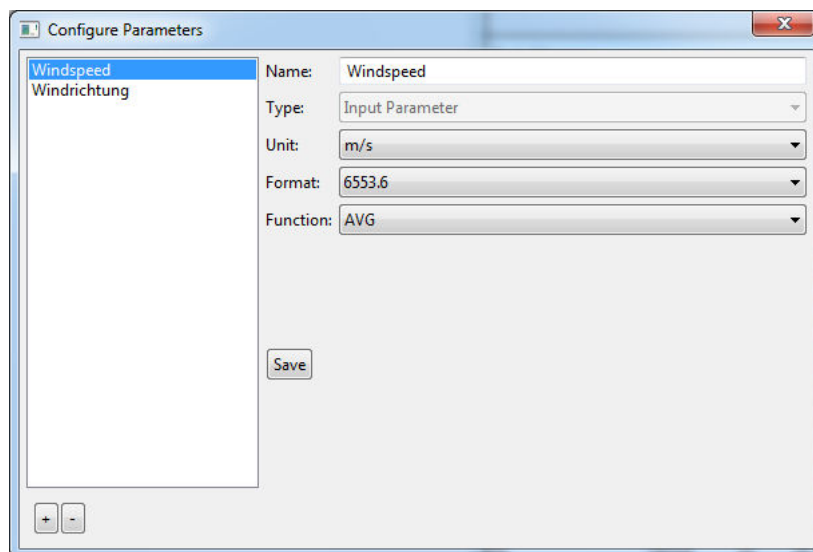 Configure Parameters
Windspeed
Windrichtung
Name: Windspeed
Type: Input Parameter
Unit: m/s
Format: 6553.6
Function: AVG
Save
+ -